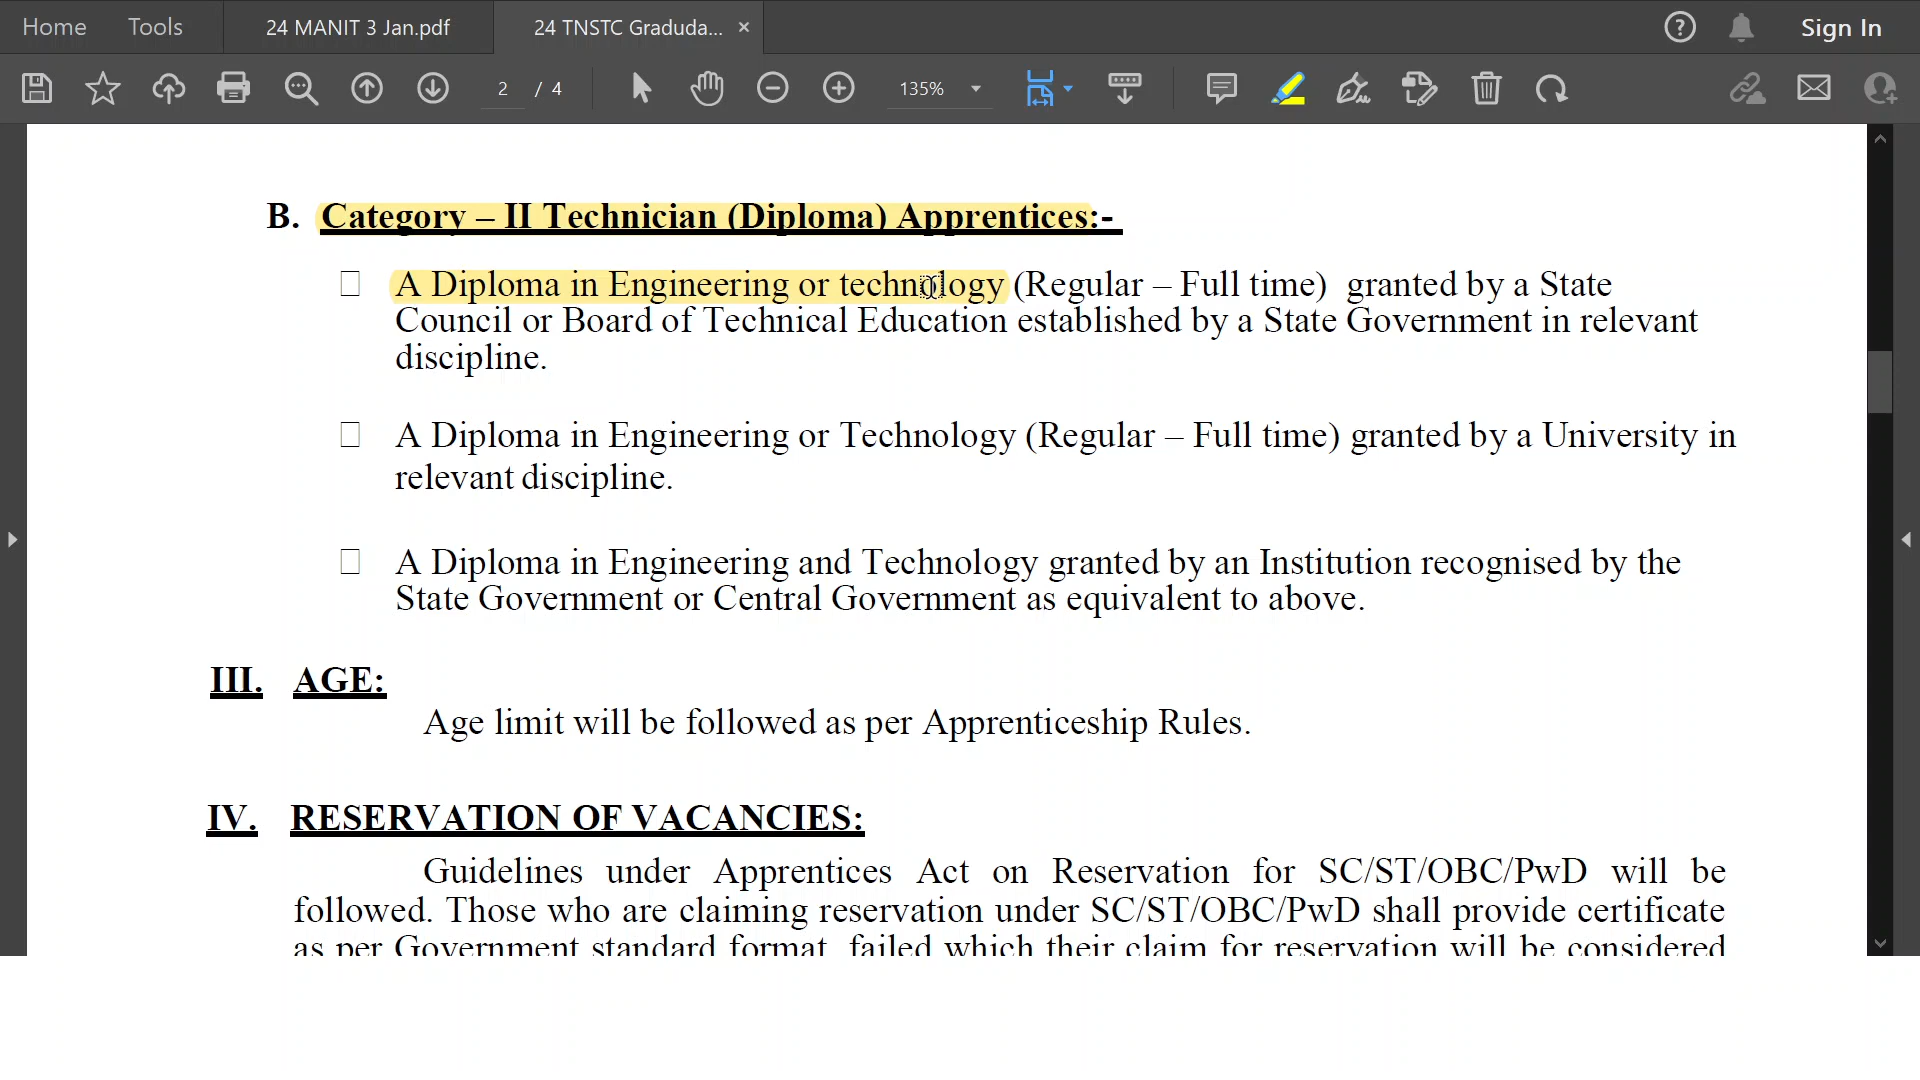 Home Tools 24 MANIT 3 Jan.pdf 24 TNSTC Graduda... × Sign In
2 / 4 135%
B. Category – II Technician (Diploma) Apprentices:-
A Diploma in Engineering or technology (Regular – Full time) granted by a State
Council or Board of Technical Education established by a State Government in relevant
discipline.
A Diploma in Engineering or Technology (Regular – Full time) granted by a University in
relevant discipline.
A Diploma in Engineering and Technology granted by an Institution recognised by the
State Government or Central Government as equivalent to above.
III. AGE:
Age limit will be followed as per Apprenticeship Rules.
IV. RESERVATION OF VACANCIES:
Guidelines under Apprentices Act on Reservation for SC/ST/OBC/PwD will be
followed. Those who are claiming reservation under SC/ST/OBC/PwD shall provide certificate
as per Government standard format, failed which their claim for reservation will be considered